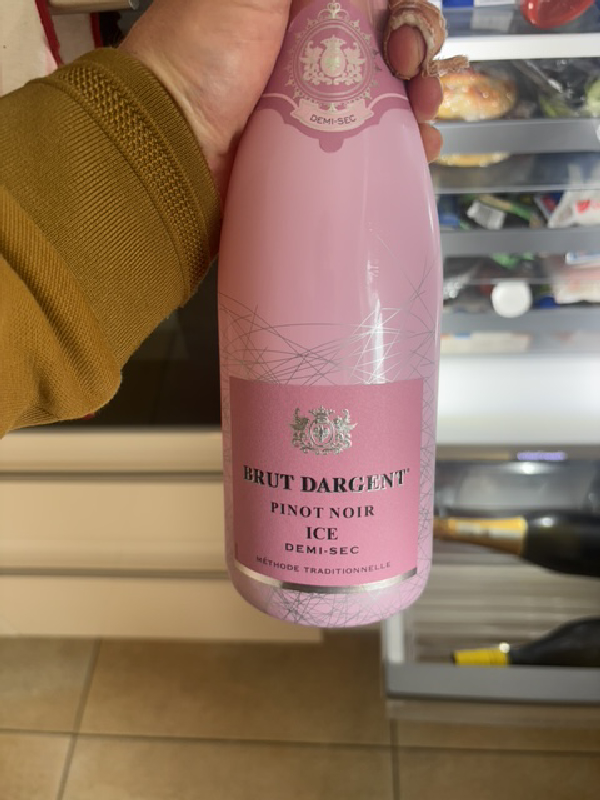 DEMI-SEC
BRUT DARGENT
PINOT NOIR
ICE
DEMI-SEC
MÉTHODE TRADITIONNELLE